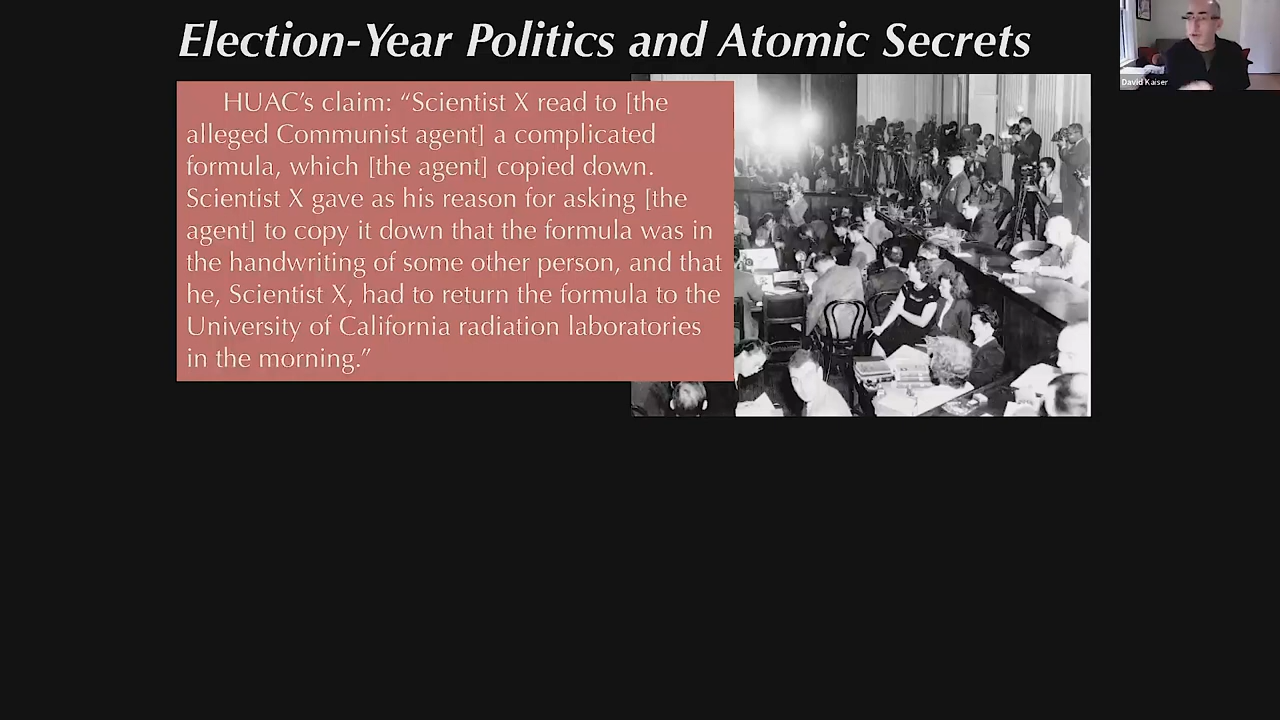 Election-Year Politics and Atomic Secrets
David Kaiser
HUAC’s claim: “Scientist X read to [the
alleged Communist agent] a complicated
formula, which [the agent] copied down.
Scientist X gave as his reason for asking [the
agent] to copy it down that the formula was in
the handwriting of some other person, and that
he, Scientist X, had to return the formula to the
University of California radiation laboratories
in the morning.”